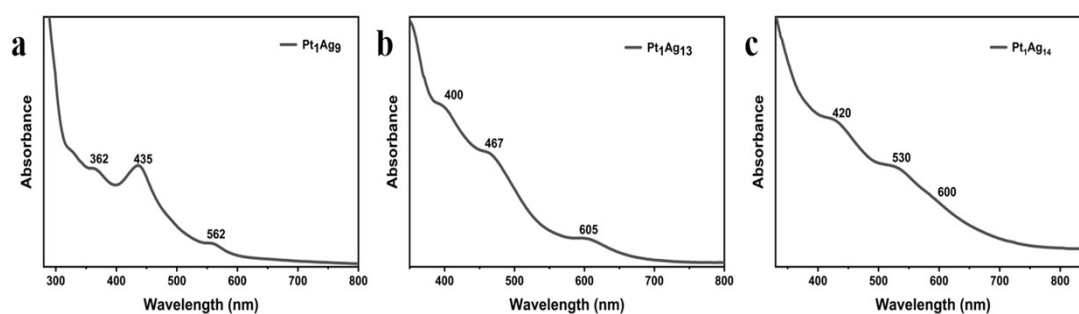 a
Pt₁Ag₉
362
435
562
Absorbance
300 400 500 600 700 800
Wavelength (nm)
b
Pt₁Ag₁₃
400
467
605
Absorbance
400 500 600 700 800
Wavelength (nm)
c
Pt₁Ag₁₄
420
530
600
Absorbance
400 500 600 700 800
Wavelength (nm)